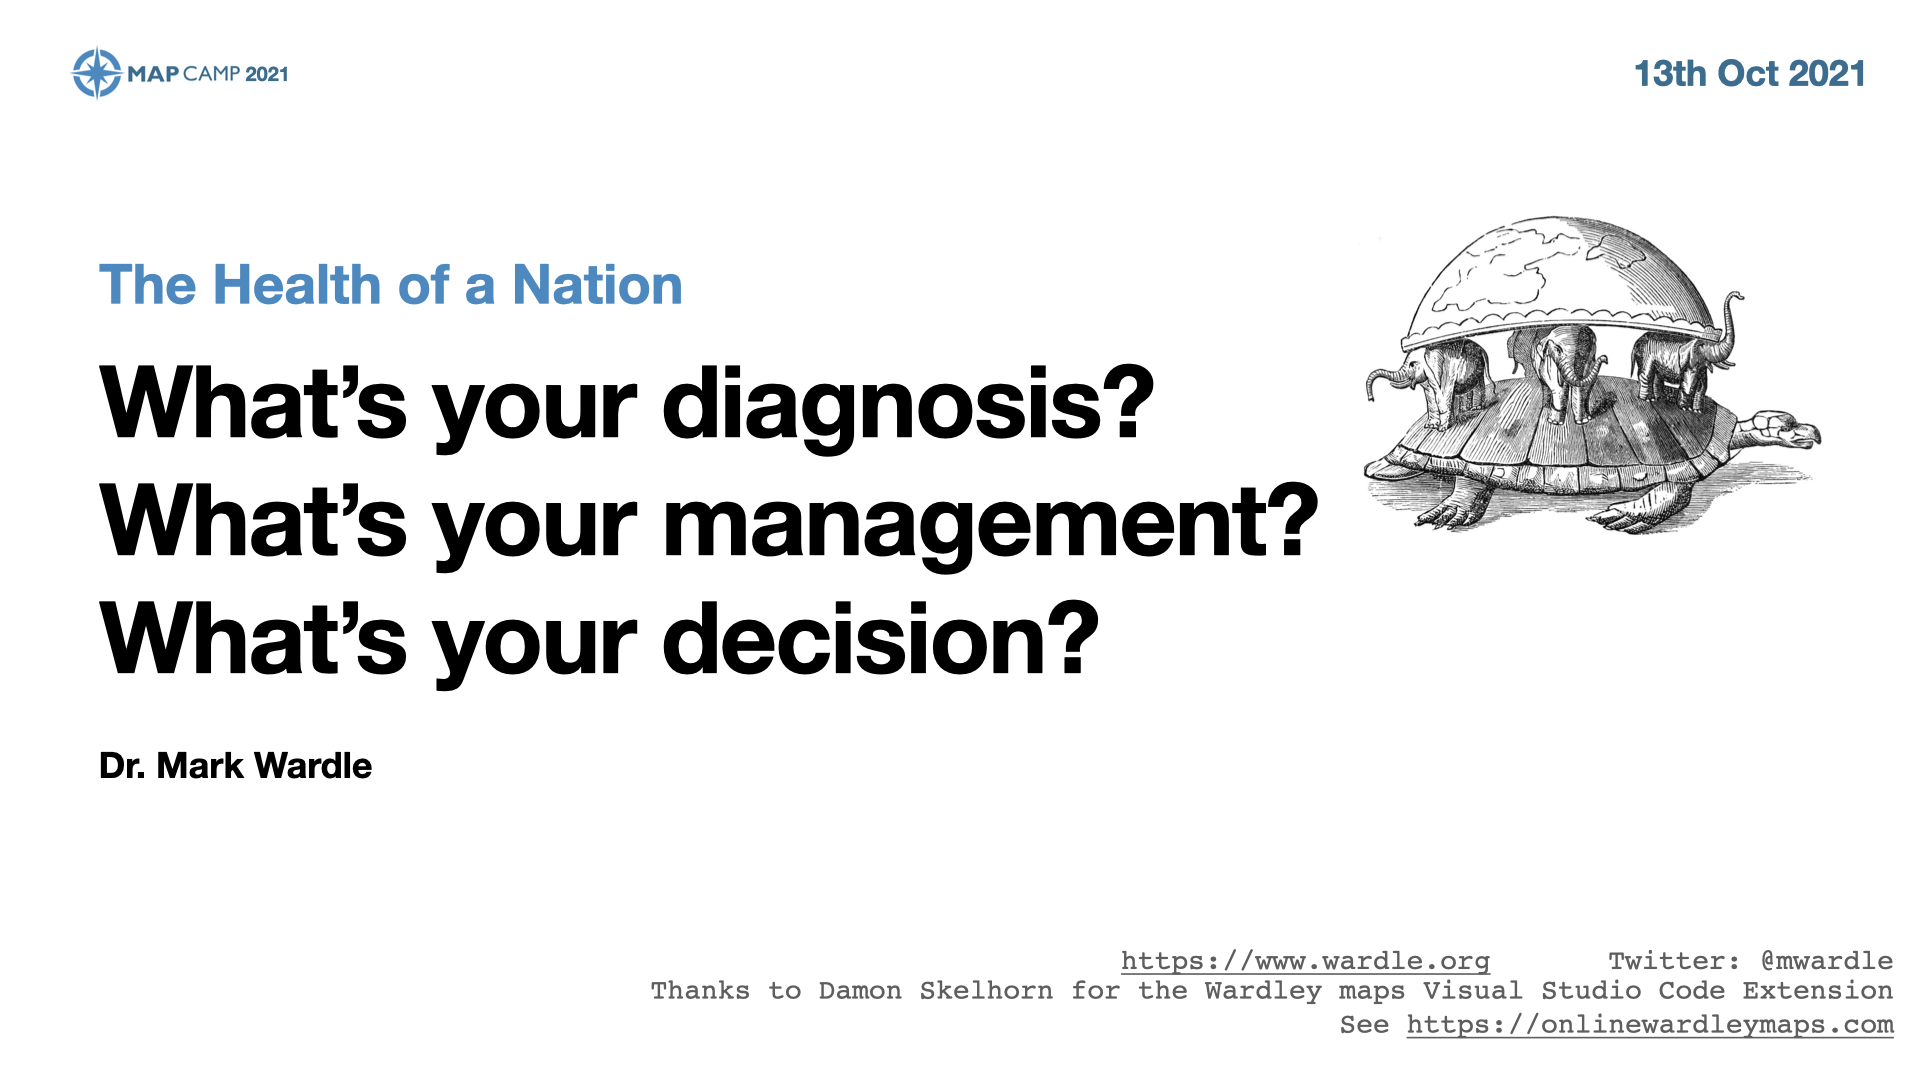 MAP CAMP 2021
13th Oct 2021
The Health of a Nation
What’s your diagnosis?
What’s your management?
What’s your decision?
Dr. Mark Wardle
https://www.wardle.org Twitter: @mwardle
Thanks to Damon Skelhorn for the Wardley maps Visual Studio Code Extension
See https://onlinewardleymaps.com